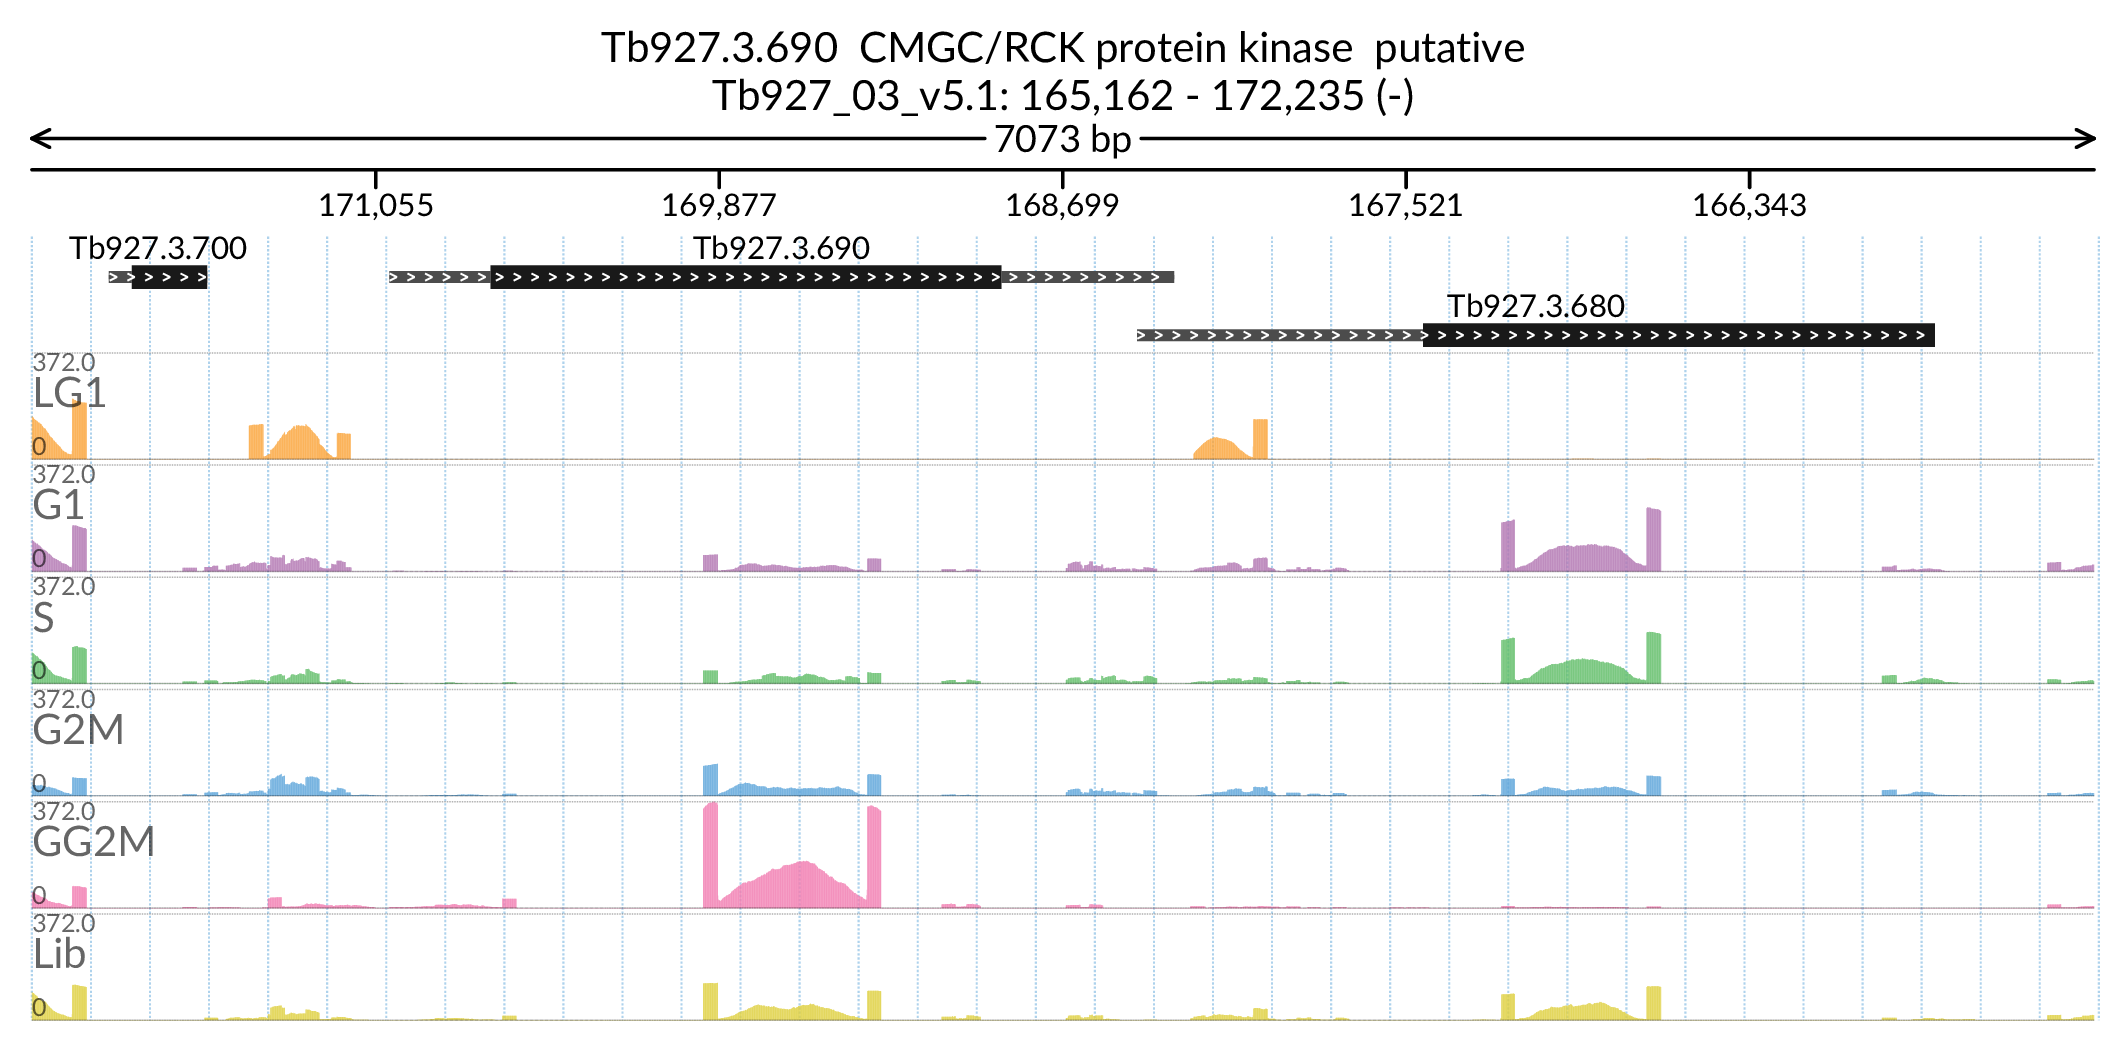 Tb927.3.690  CMGC/RCK protein kinase  putative
Tb927_03_v5.1: 165,162 - 172,235 (-)
7073 bp
171,055 169,877 168,699 167,521 166,343
Tb927.3.700 Tb927.3.690
Tb927.3.680
372.0
LG1
0
372.0
G1
0
372.0
S
0
372.0
G2M
0
372.0
GG2M
0
372.0
Lib
0